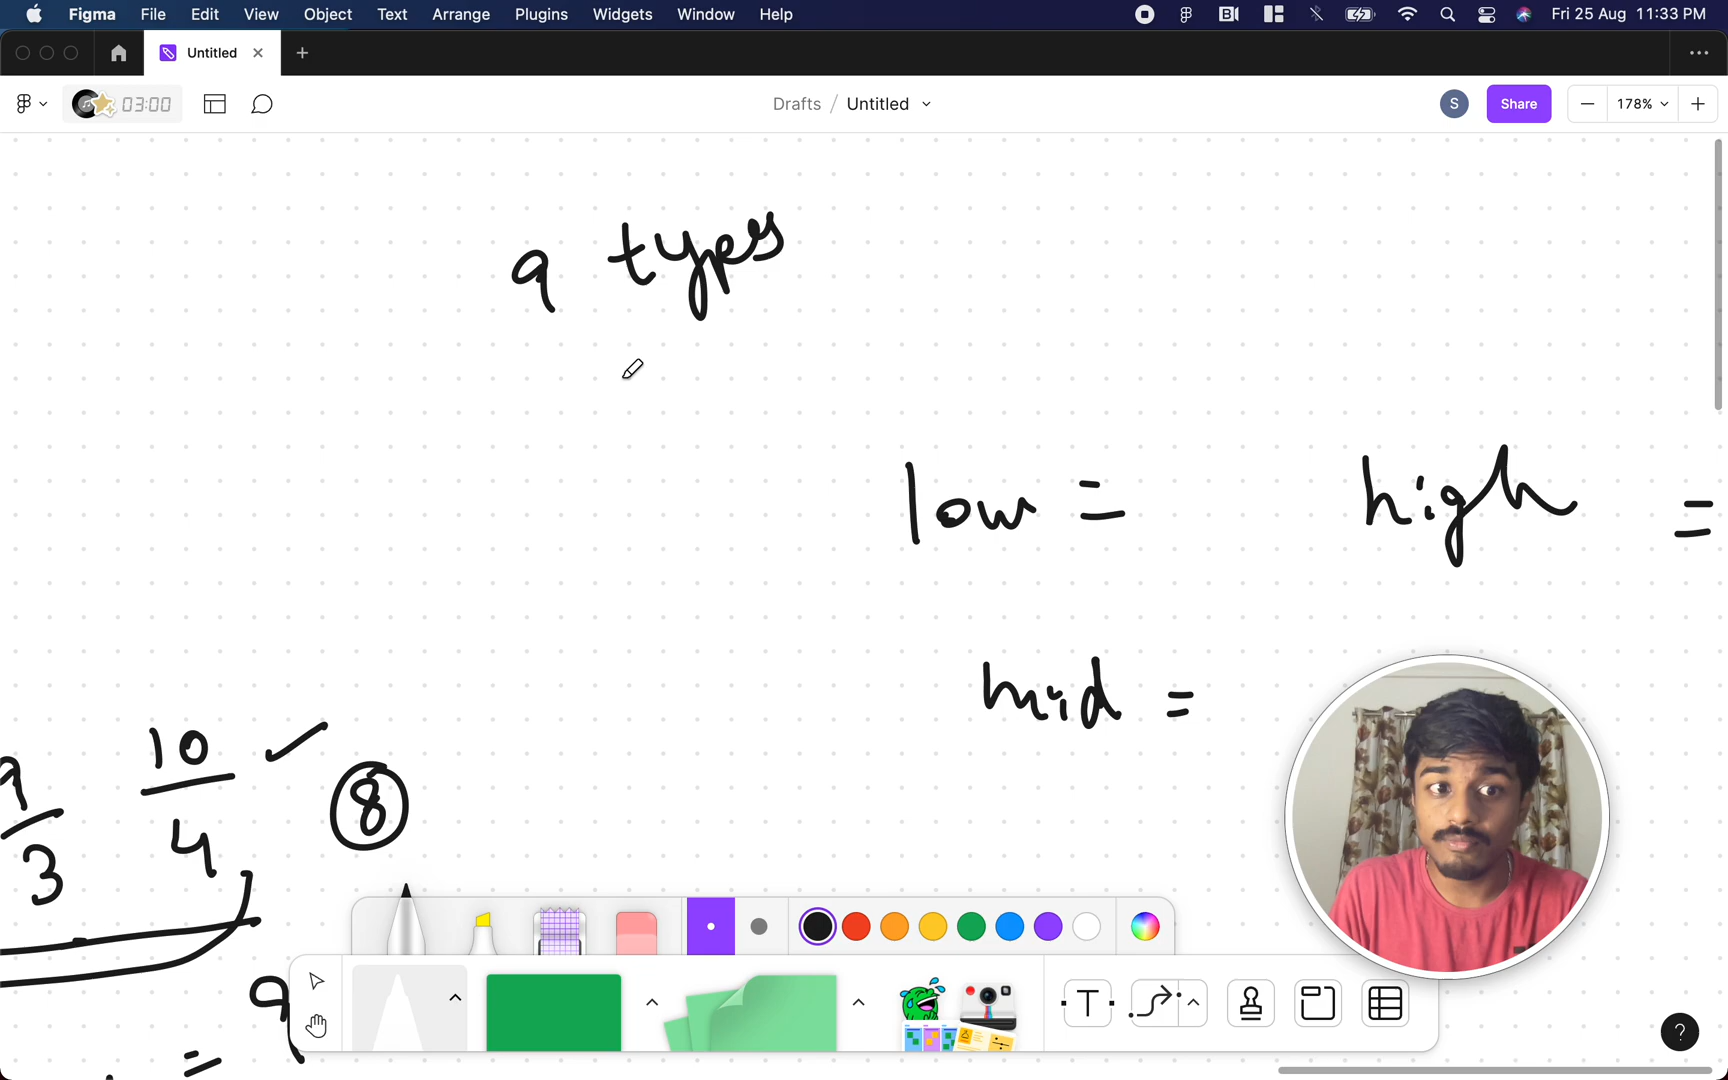 Figma File Edit View Object Text Arrange Plugins Widgets Window Help Fri 25 Aug 11:33 PM
Untitled
03:00 Drafts / Untitled S Share 178%
9 types
low = high =
mid =
9/3 10/4 ✓ 8
9
=
T
?